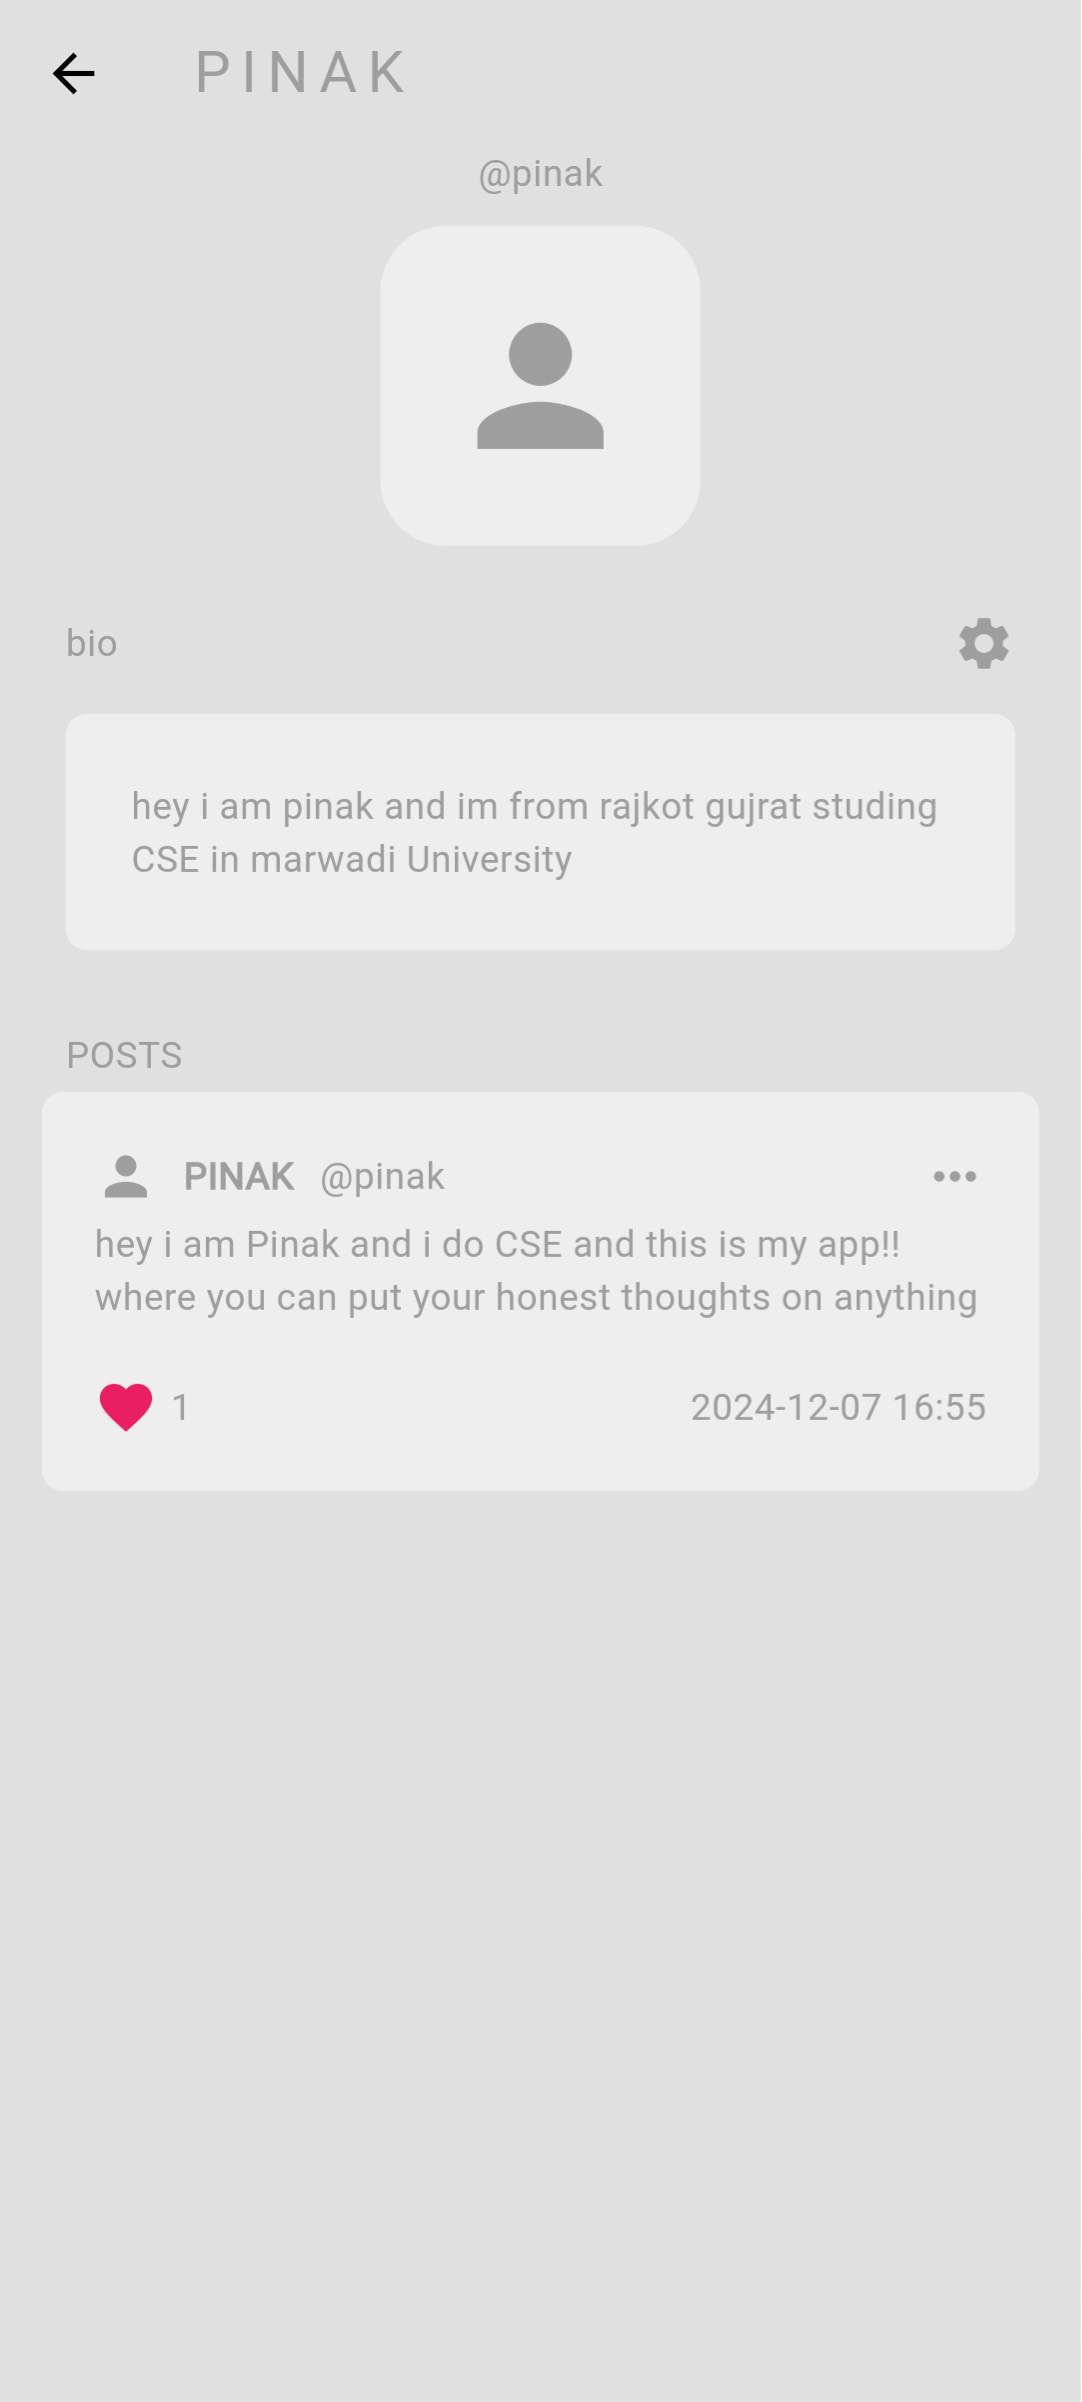 PINAK
@pinak
bio
hey i am pinak and im from rajkot gujrat studing
CSE in marwadi University
POSTS
PINAK @pinak
hey i am Pinak and i do CSE and this is my app!!
where you can put your honest thoughts on anything
1 2024-12-07 16:55